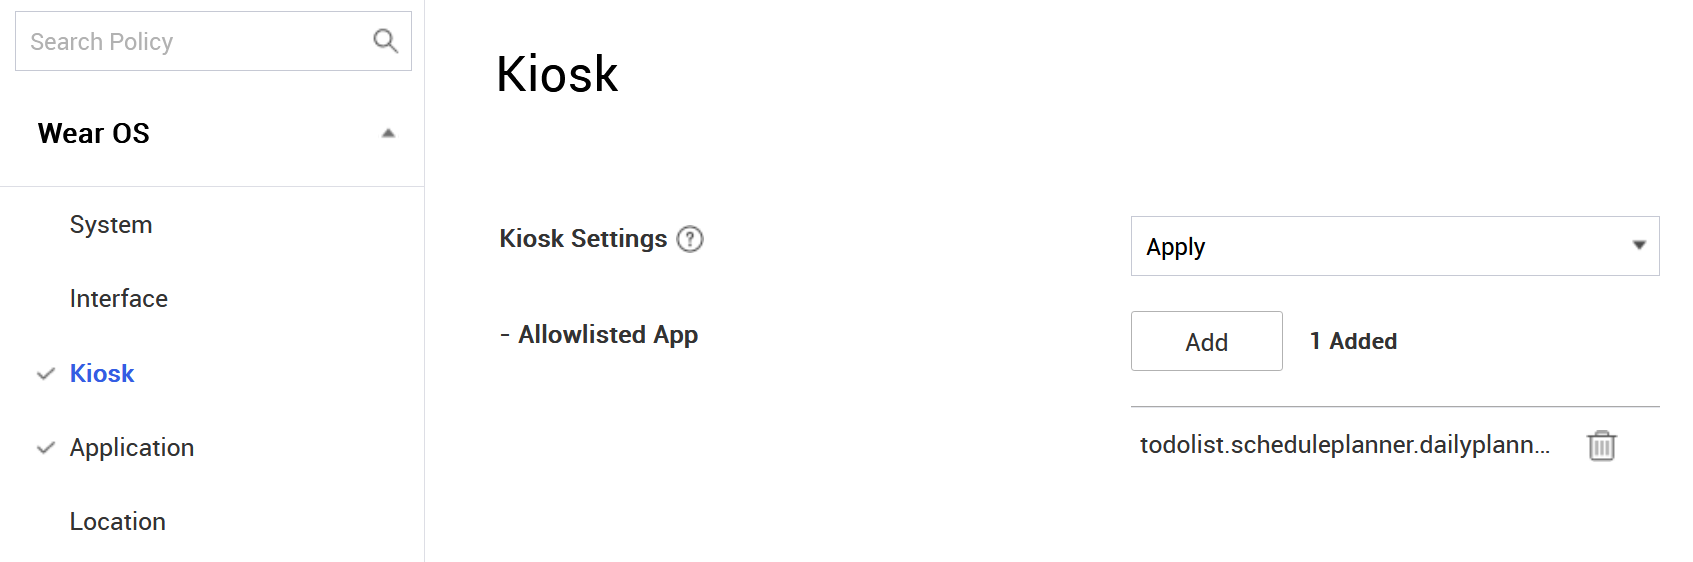 Search Policy
Wear OS
System
Interface
Kiosk
Application
Location
Kiosk
Kiosk Settings ?
Apply
- Allowlisted App
Add
1 Added
todolist.scheduleplanner.dailyplann...